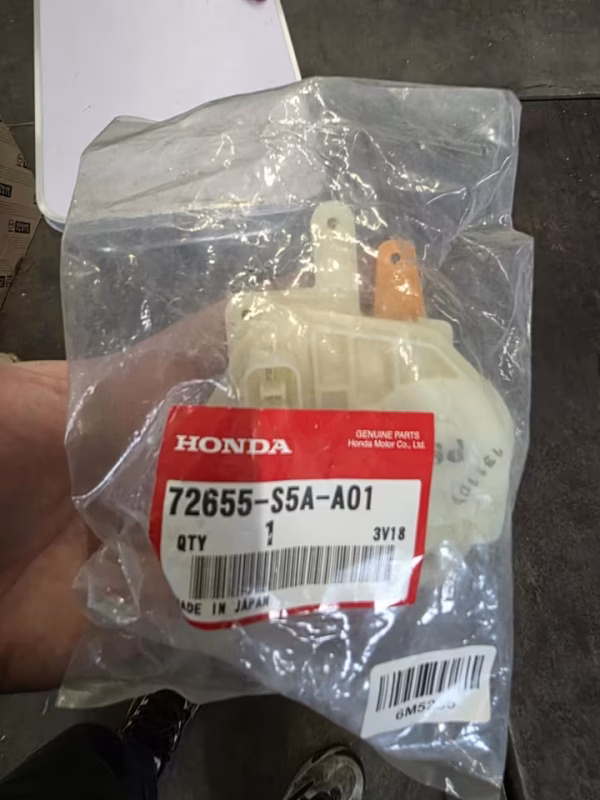 HONDA
GENUINE PARTS
Honda Motor Co., Ltd.
72655-S5A-A01
QTY 1 3V18
MADE IN JAPAN